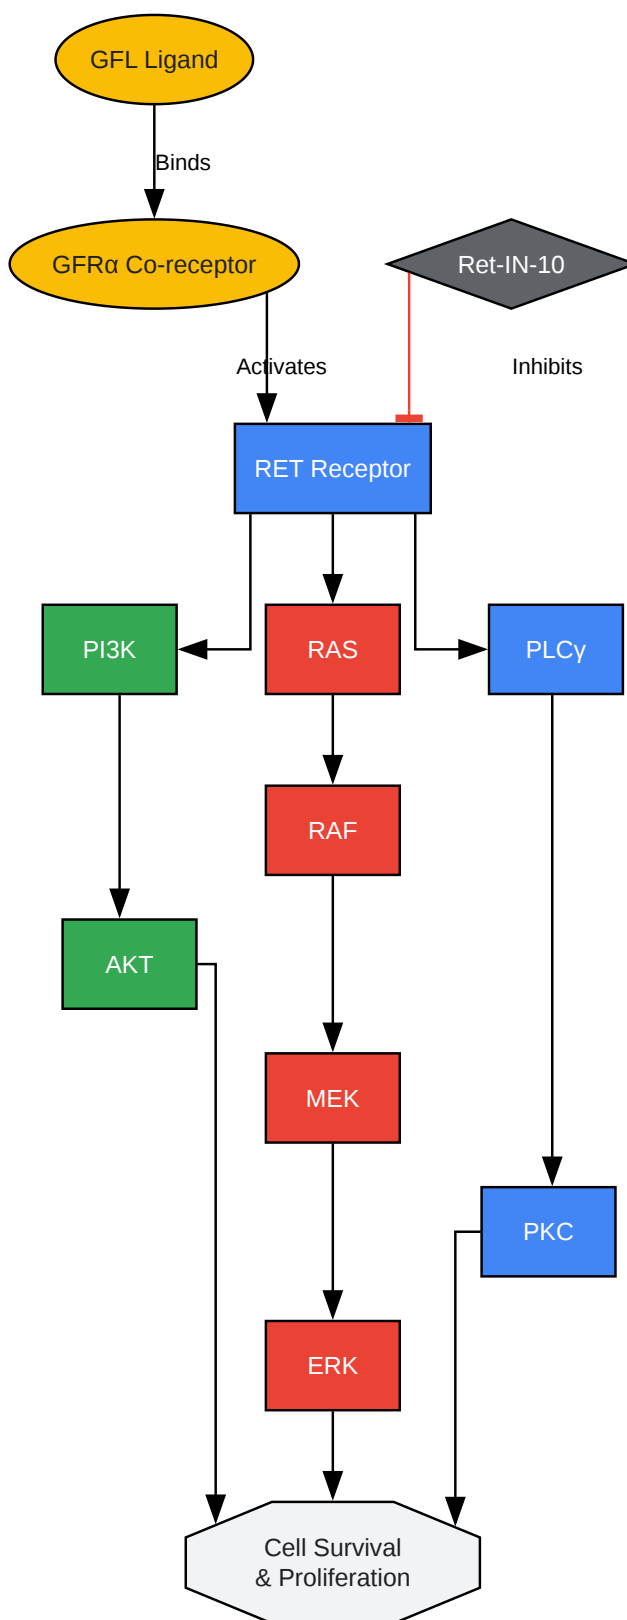 GFL Ligand
Binds
GFRα Co-receptor
Ret-IN-10
Activates
Inhibits
RET Receptor
PI3K
RAS
PLCγ
RAF
AKT
MEK
PKC
ERK
Cell Survival
& Proliferation